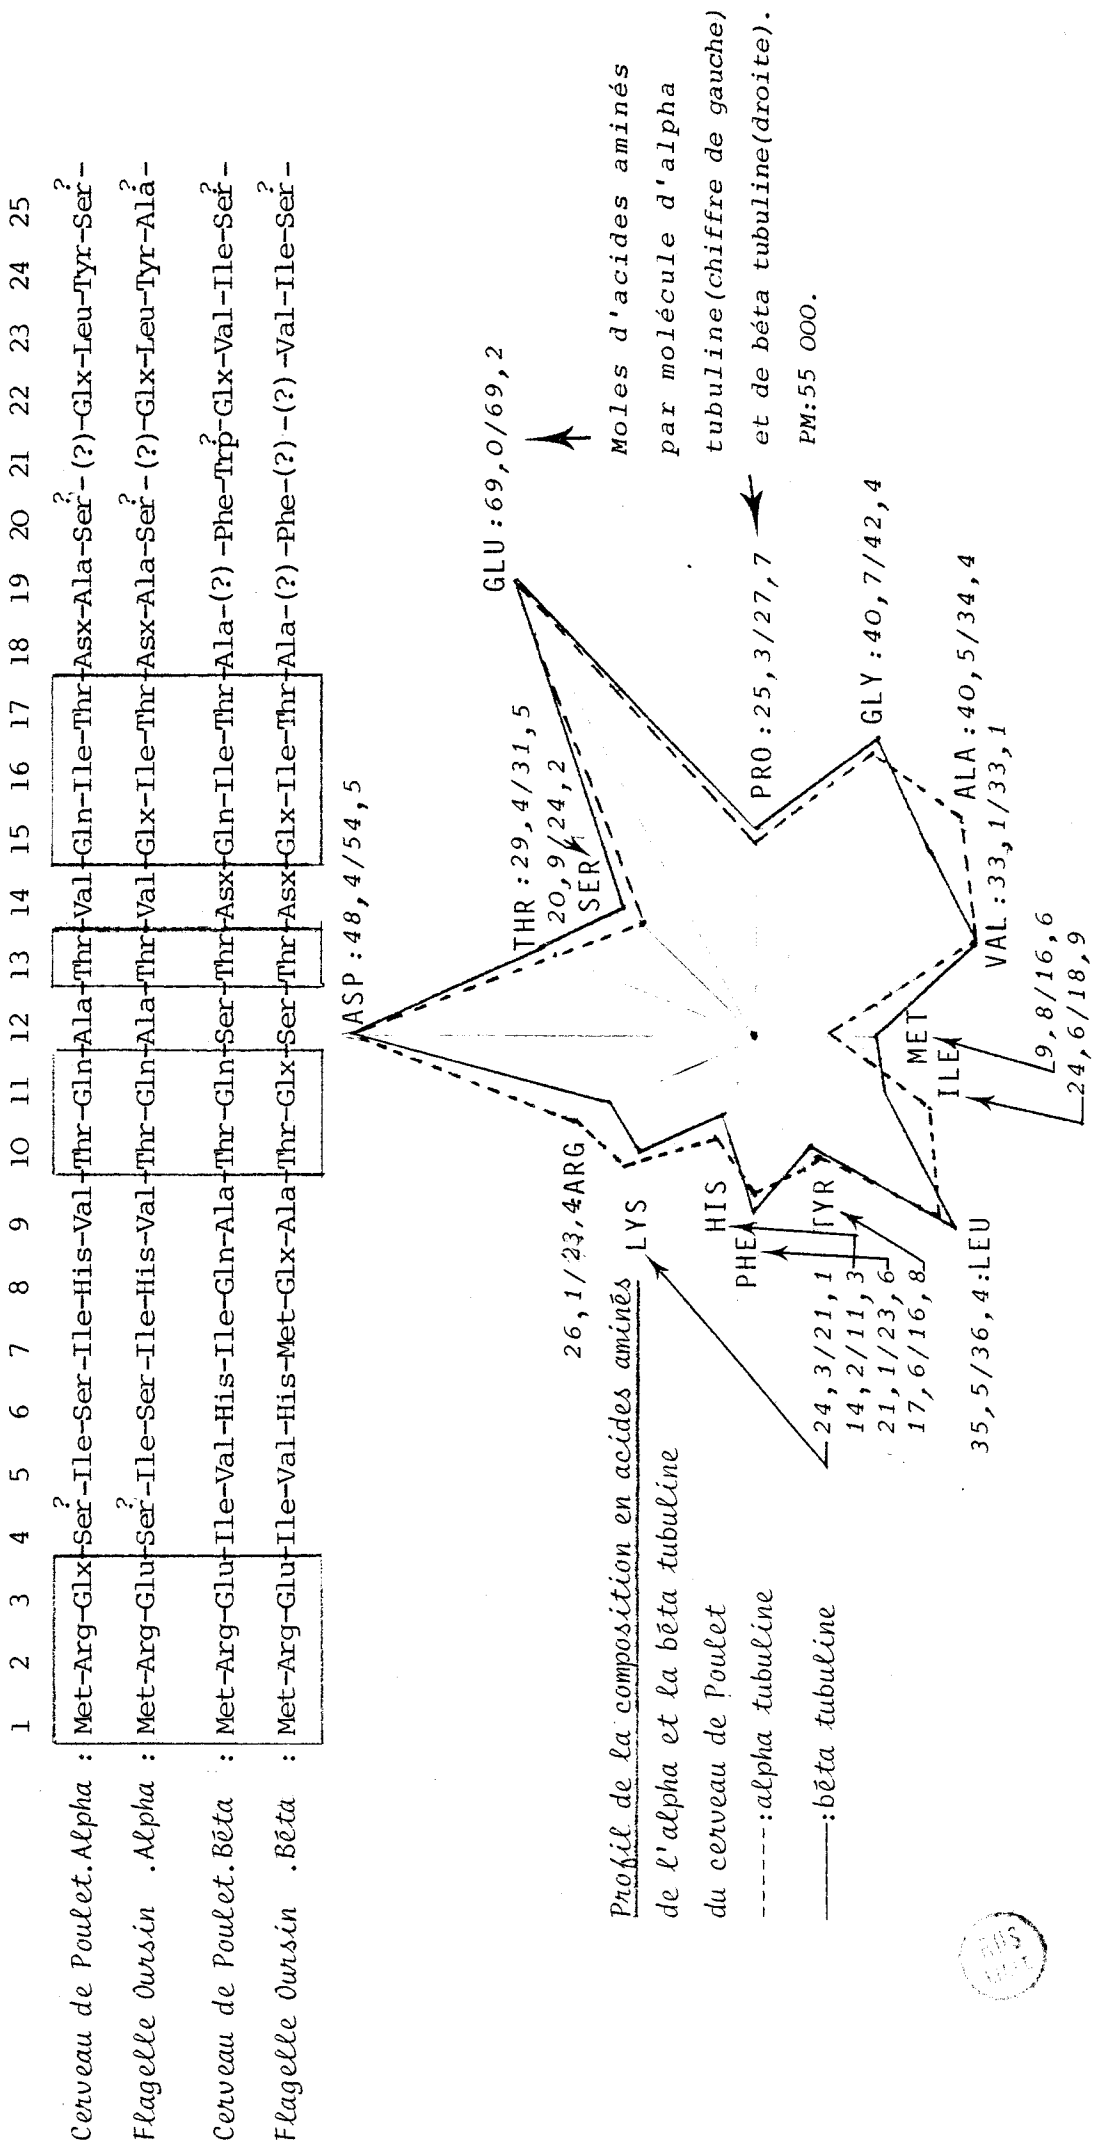 1 2 3 4 5 6 7 8 9 10 11 12 13 14 15 16 17 18 19 20 21 22 23 24 25
Cerveau de Poulet.Alpha : Met-Arg-Glx-Ser?-Ile-Ser-Ile-His-Val-Thr-Gln-Ala-Thr-Val-Gln-Ile-Thr-Asx-Ala-Ser?-(?)-Glx-Leu-Tyr-Ser?-
Flagelle Oursin .Alpha : Met-Arg-Glu-Ser?-Ile-Ser-Ile-His-Val-Thr-Gln-Ala-Thr-Val-Glx-Ile-Thr-Asx-Ala-Ser?-(?)-Glx-Leu-Tyr-Ala?-
Cerveau de Poulet.Bēta : Met-Arg-Glu-Ile-Val-His-Ile-Gln-Ala-Thr-Gln-Ser-Thr-Asx-Gln-Ile-Thr-Ala-(?)-Phe-Trp?-Glx-Val-Ile-Ser?-
Flagelle Oursin .Bēta : Met-Arg-Glu-Ile-Val-His-Met-Glx-Ala-Thr-Glx-Ser-Thr-Asx-Glx-Ile-Thr-Ala-(?)-Phe-(?)-(?)-Val-Ile-Ser?-
ASP:48,4/54,5
THR:29,4/31,5
20,9/24,2
SER
GLU:69,0/69,2
Moles d'acides aminés
par molécule d'alpha
tubuline(chiffre de gauche)
et de béta tubuline(droite).
PM:55 000.
PRO:25,3/27,7
GLY:40,7/42,4
ALA:40,5/34,4
VAL:33,1/33,1
MET
ILE
9,8/16,6
24,6/18,9
26,1/23,4ARG
LYS
HIS
PHE
TYR
24,3/21,1
14,2/11,3
21,1/23,6
17,6/16,8
35,5/36,4:LEU
Profil de la composition en acides aminés
de l'alpha et la bēta tubuline
du cerveau de Poulet
------:alpha tubuline
———:bēta tubuline